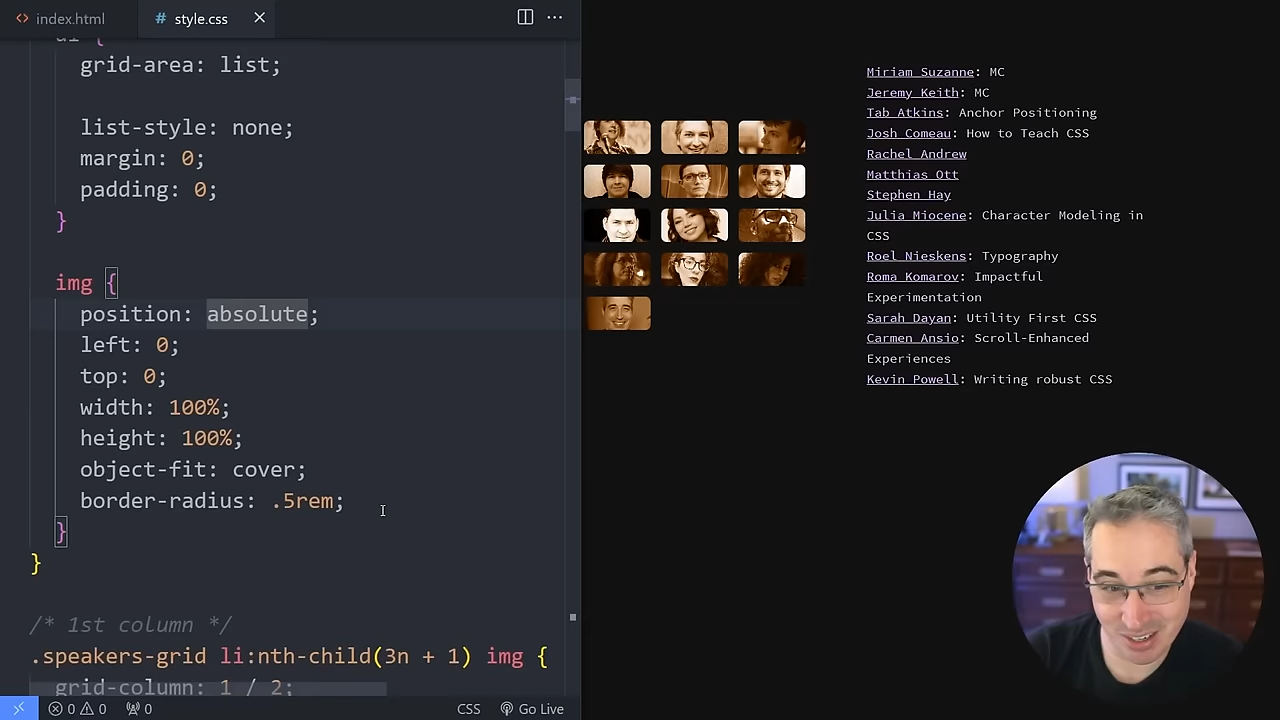 <> index.html
# style.css
ul {
grid-area: list;
list-style: none;
margin: 0;
padding: 0;
}
img {
position: absolute;
left: 0;
top: 0;
width: 100%;
height: 100%;
object-fit: cover;
border-radius: .5rem;
}
}
/* 1st column */
.speakers-grid li:nth-child(3n + 1) img {
grid-column: 1 / 2;
0 0 0
CSS
Go Live
Miriam Suzanne: MC
Jeremy Keith: MC
Tab Atkins: Anchor Positioning
Josh Comeau: How to Teach CSS
Rachel Andrew
Matthias Ott
Stephen Hay
Julia Miocene: Character Modeling in
CSS
Roel Nieskens: Typography
Roma Komarov: Impactful
Experimentation
Sarah Dayan: Utility First CSS
Carmen Ansio: Scroll-Enhanced
Experiences
Kevin Powell: Writing robust CSS